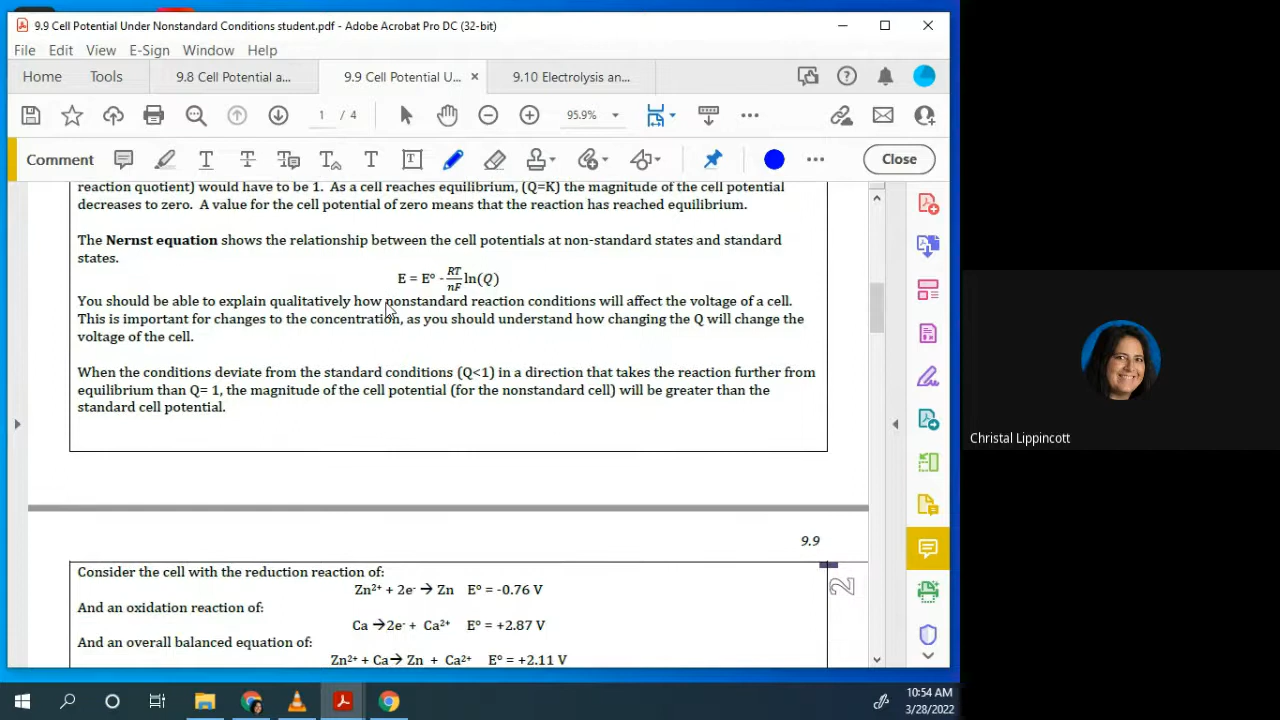 9.9 Cell Potential Under Nonstandard Conditions student.pdf - Adobe Acrobat Pro DC (32-bit)
File Edit View E-Sign Window Help
Home Tools 9.8 Cell Potential a... 9.9 Cell Potential U... × 9.10 Electrolysis an...
1 / 4 95.9%
Comment Close
reaction quotient) would have to be 1. As a cell reaches equilibrium, (Q=K) the magnitude of the cell potential
decreases to zero. A value for the cell potential of zero means that the reaction has reached equilibrium.
The Nernst equation shows the relationship between the cell potentials at non-standard states and standard
states.
E = E° - RT/nF ln(Q)
You should be able to explain qualitatively how nonstandard reaction conditions will affect the voltage of a cell.
This is important for changes to the concentration, as you should understand how changing the Q will change the
voltage of the cell.
When the conditions deviate from the standard conditions (Q<1) in a direction that takes the reaction further from
equilibrium than Q= 1, the magnitude of the cell potential (for the nonstandard cell) will be greater than the
standard cell potential.
9.9
Consider the cell with the reduction reaction of:
Zn²⁺ + 2e⁻ → Zn E° = -0.76 V
2
And an oxidation reaction of:
Ca → 2e⁻ + Ca²⁺ E° = +2.87 V
And an overall balanced equation of:
Zn²⁺ + Ca → Zn + Ca²⁺ E° = +2.11 V
Christal Lippincott
10:54 AM
3/28/2022